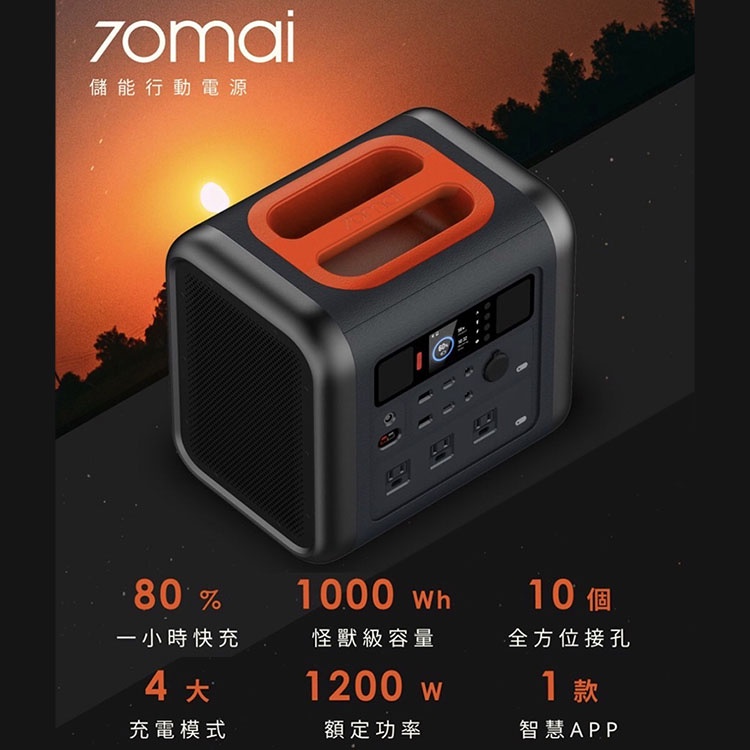 70mai
儲能行動電源
70mai
80%
80 %
一小時快充
1000 Wh
怪獸級容量
10 個
全方位接孔
4 大
充電模式
1200 W
額定功率
1 款
智慧APP